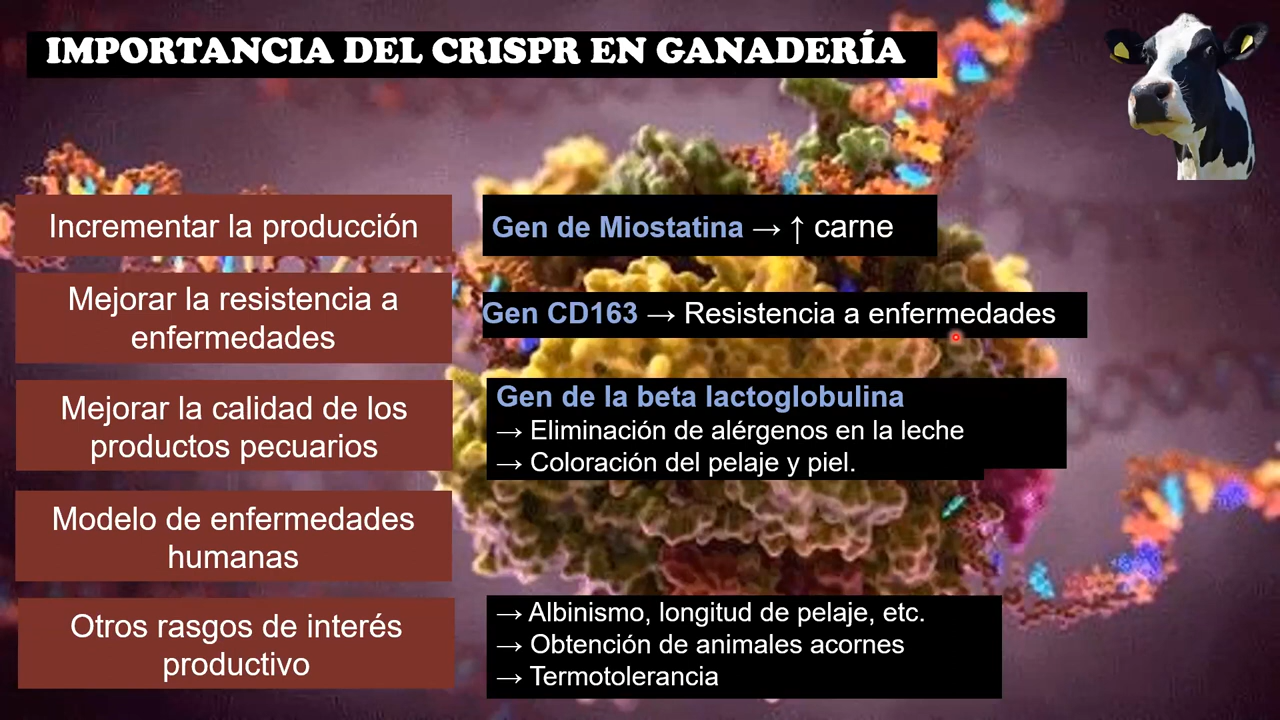 IMPORTANCIA DEL CRISPR EN GANADERÍA
Incrementar la producción
Gen de Miostatina → ↑ carne
Mejorar la resistencia a
enfermedades
Gen CD163 → Resistencia a enfermedades
Mejorar la calidad de los
productos pecuarios
Gen de la beta lactoglobulina
→ Eliminación de alérgenos en la leche
→ Coloración del pelaje y piel.
Modelo de enfermedades
humanas
Otros rasgos de interés
productivo
→ Albinismo, longitud de pelaje, etc.
→ Obtención de animales acornes
→ Termotolerancia